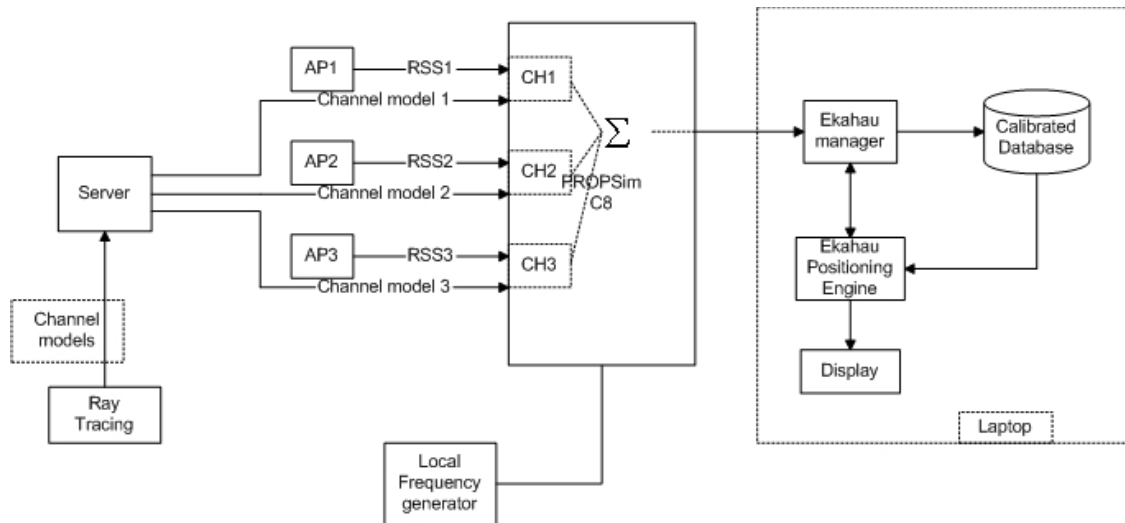 AP1
RSS1
CH1
Channel model 1
Ekahau
manager
Calibrated
Database
Σ
AP2
RSS2
CH2
Channel model 2
PROPSim
C8
Server
AP3
RSS3
CH3
Channel model 3
Ekahau
Positioning
Engine
Channel
models
Display
Ray
Tracing
Laptop
Local
Frequency
generator